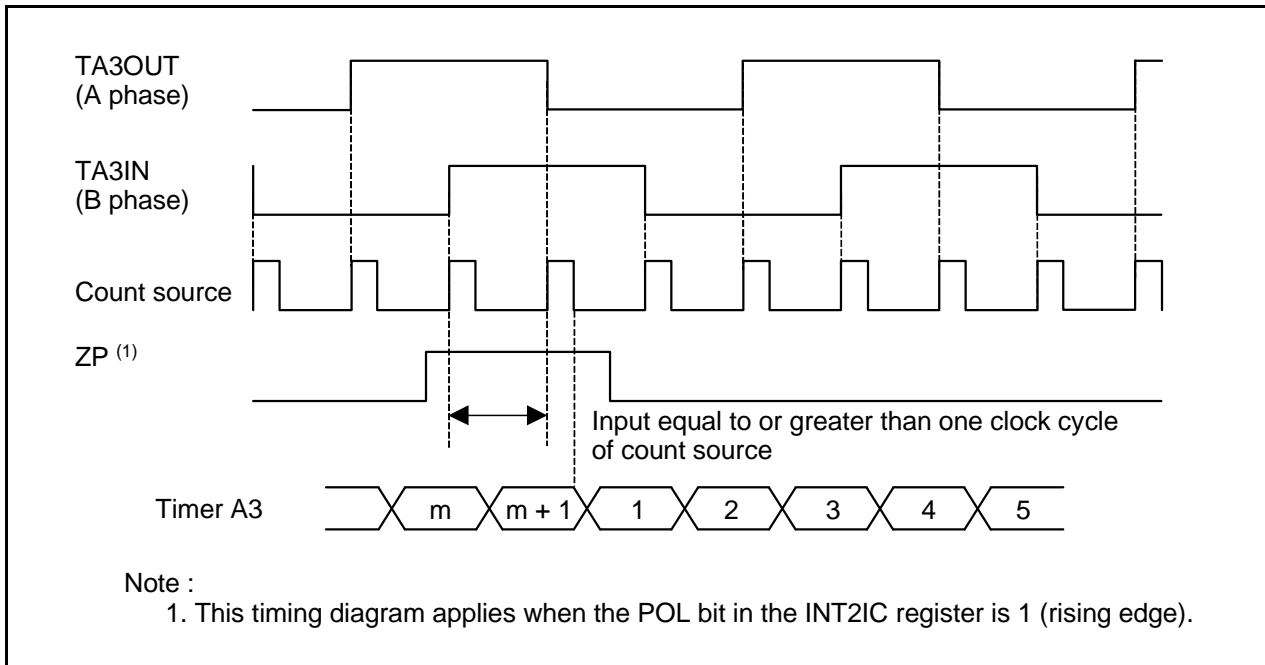 TA3OUT
(A phase)
TA3IN
(B phase)
Count source
ZP (1)
Input equal to or greater than one clock cycle
of count source
Timer A3
m
m + 1
1
2
3
4
5
Note :
1. This timing diagram applies when the POL bit in the INT2IC register is 1 (rising edge).